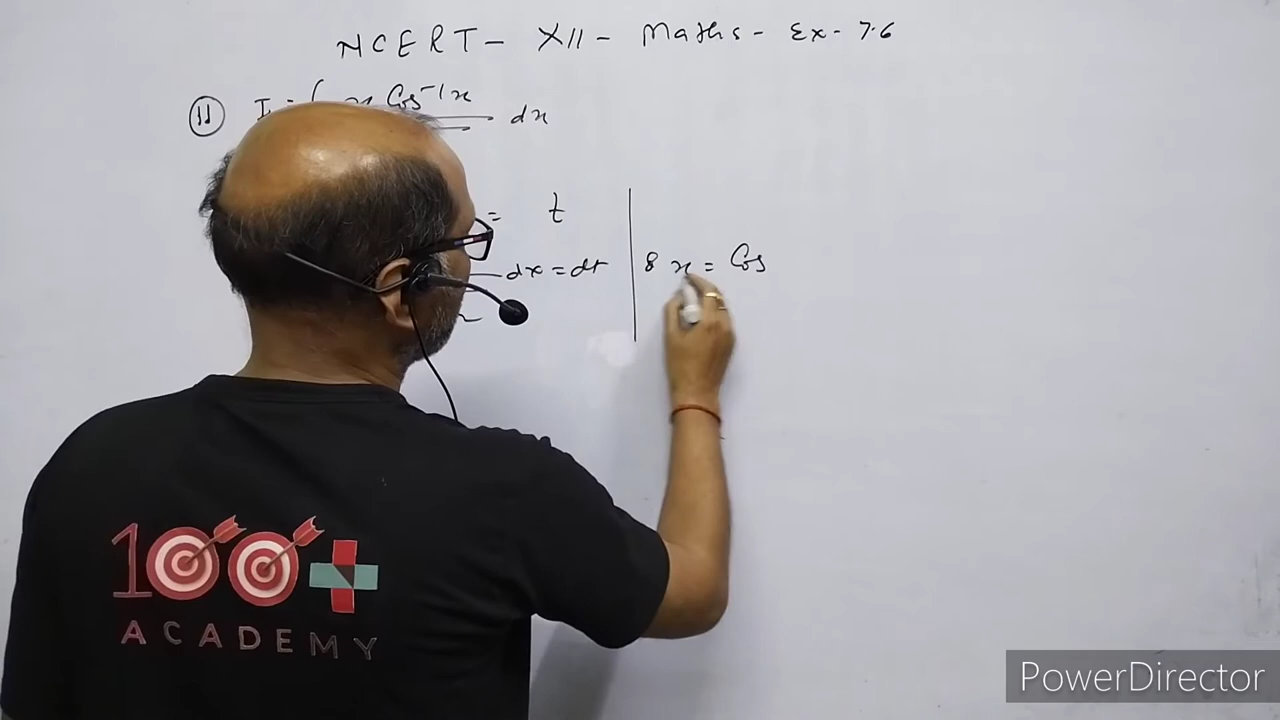 NCERT - XII - Maths - Ex - 7.6
11 I = ∫ x Cos⁻¹x dx
= t
dx = dt
& x = Cos
100+
ACADEMY
PowerDirector